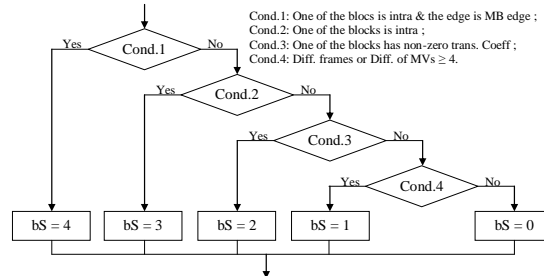 Cond.1: One of the blocs is intra & the edge is MB edge ;
Cond.2: One of the blocks is intra ;
Cond.3: One of the blocks has non-zero trans. Coeff ;
Cond.4: Diff. frames or Diff. of MVs ≥ 4.
Yes
Cond.1
No
Yes
Cond.2
No
Yes
Cond.3
No
Yes
Cond.4
No
bS = 4
bS = 3
bS = 2
bS = 1
bS = 0